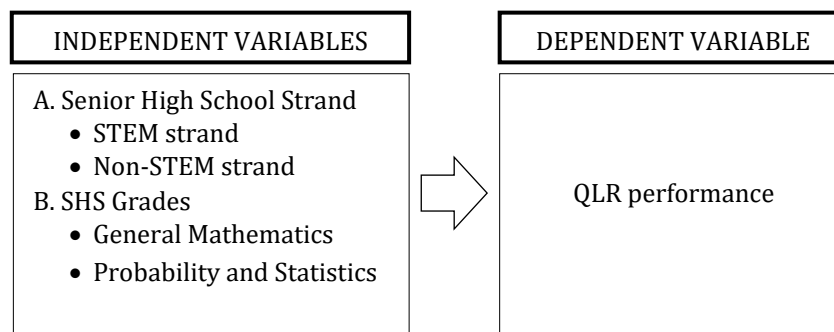 INDEPENDENT VARIABLES
A. Senior High School Strand
• STEM strand
• Non-STEM strand
B. SHS Grades
• General Mathematics
• Probability and Statistics
DEPENDENT VARIABLE
QLR performance